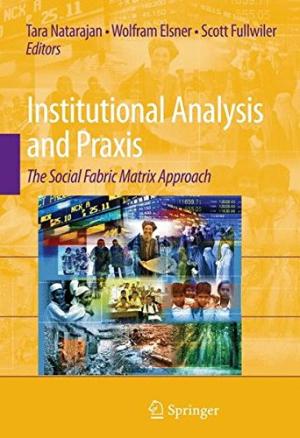 Tara Natarajan · Wolfram Elsner · Scott Fullwiler
Editors
Institutional Analysis
and Praxis
The Social Fabric Matrix Approach
Springer